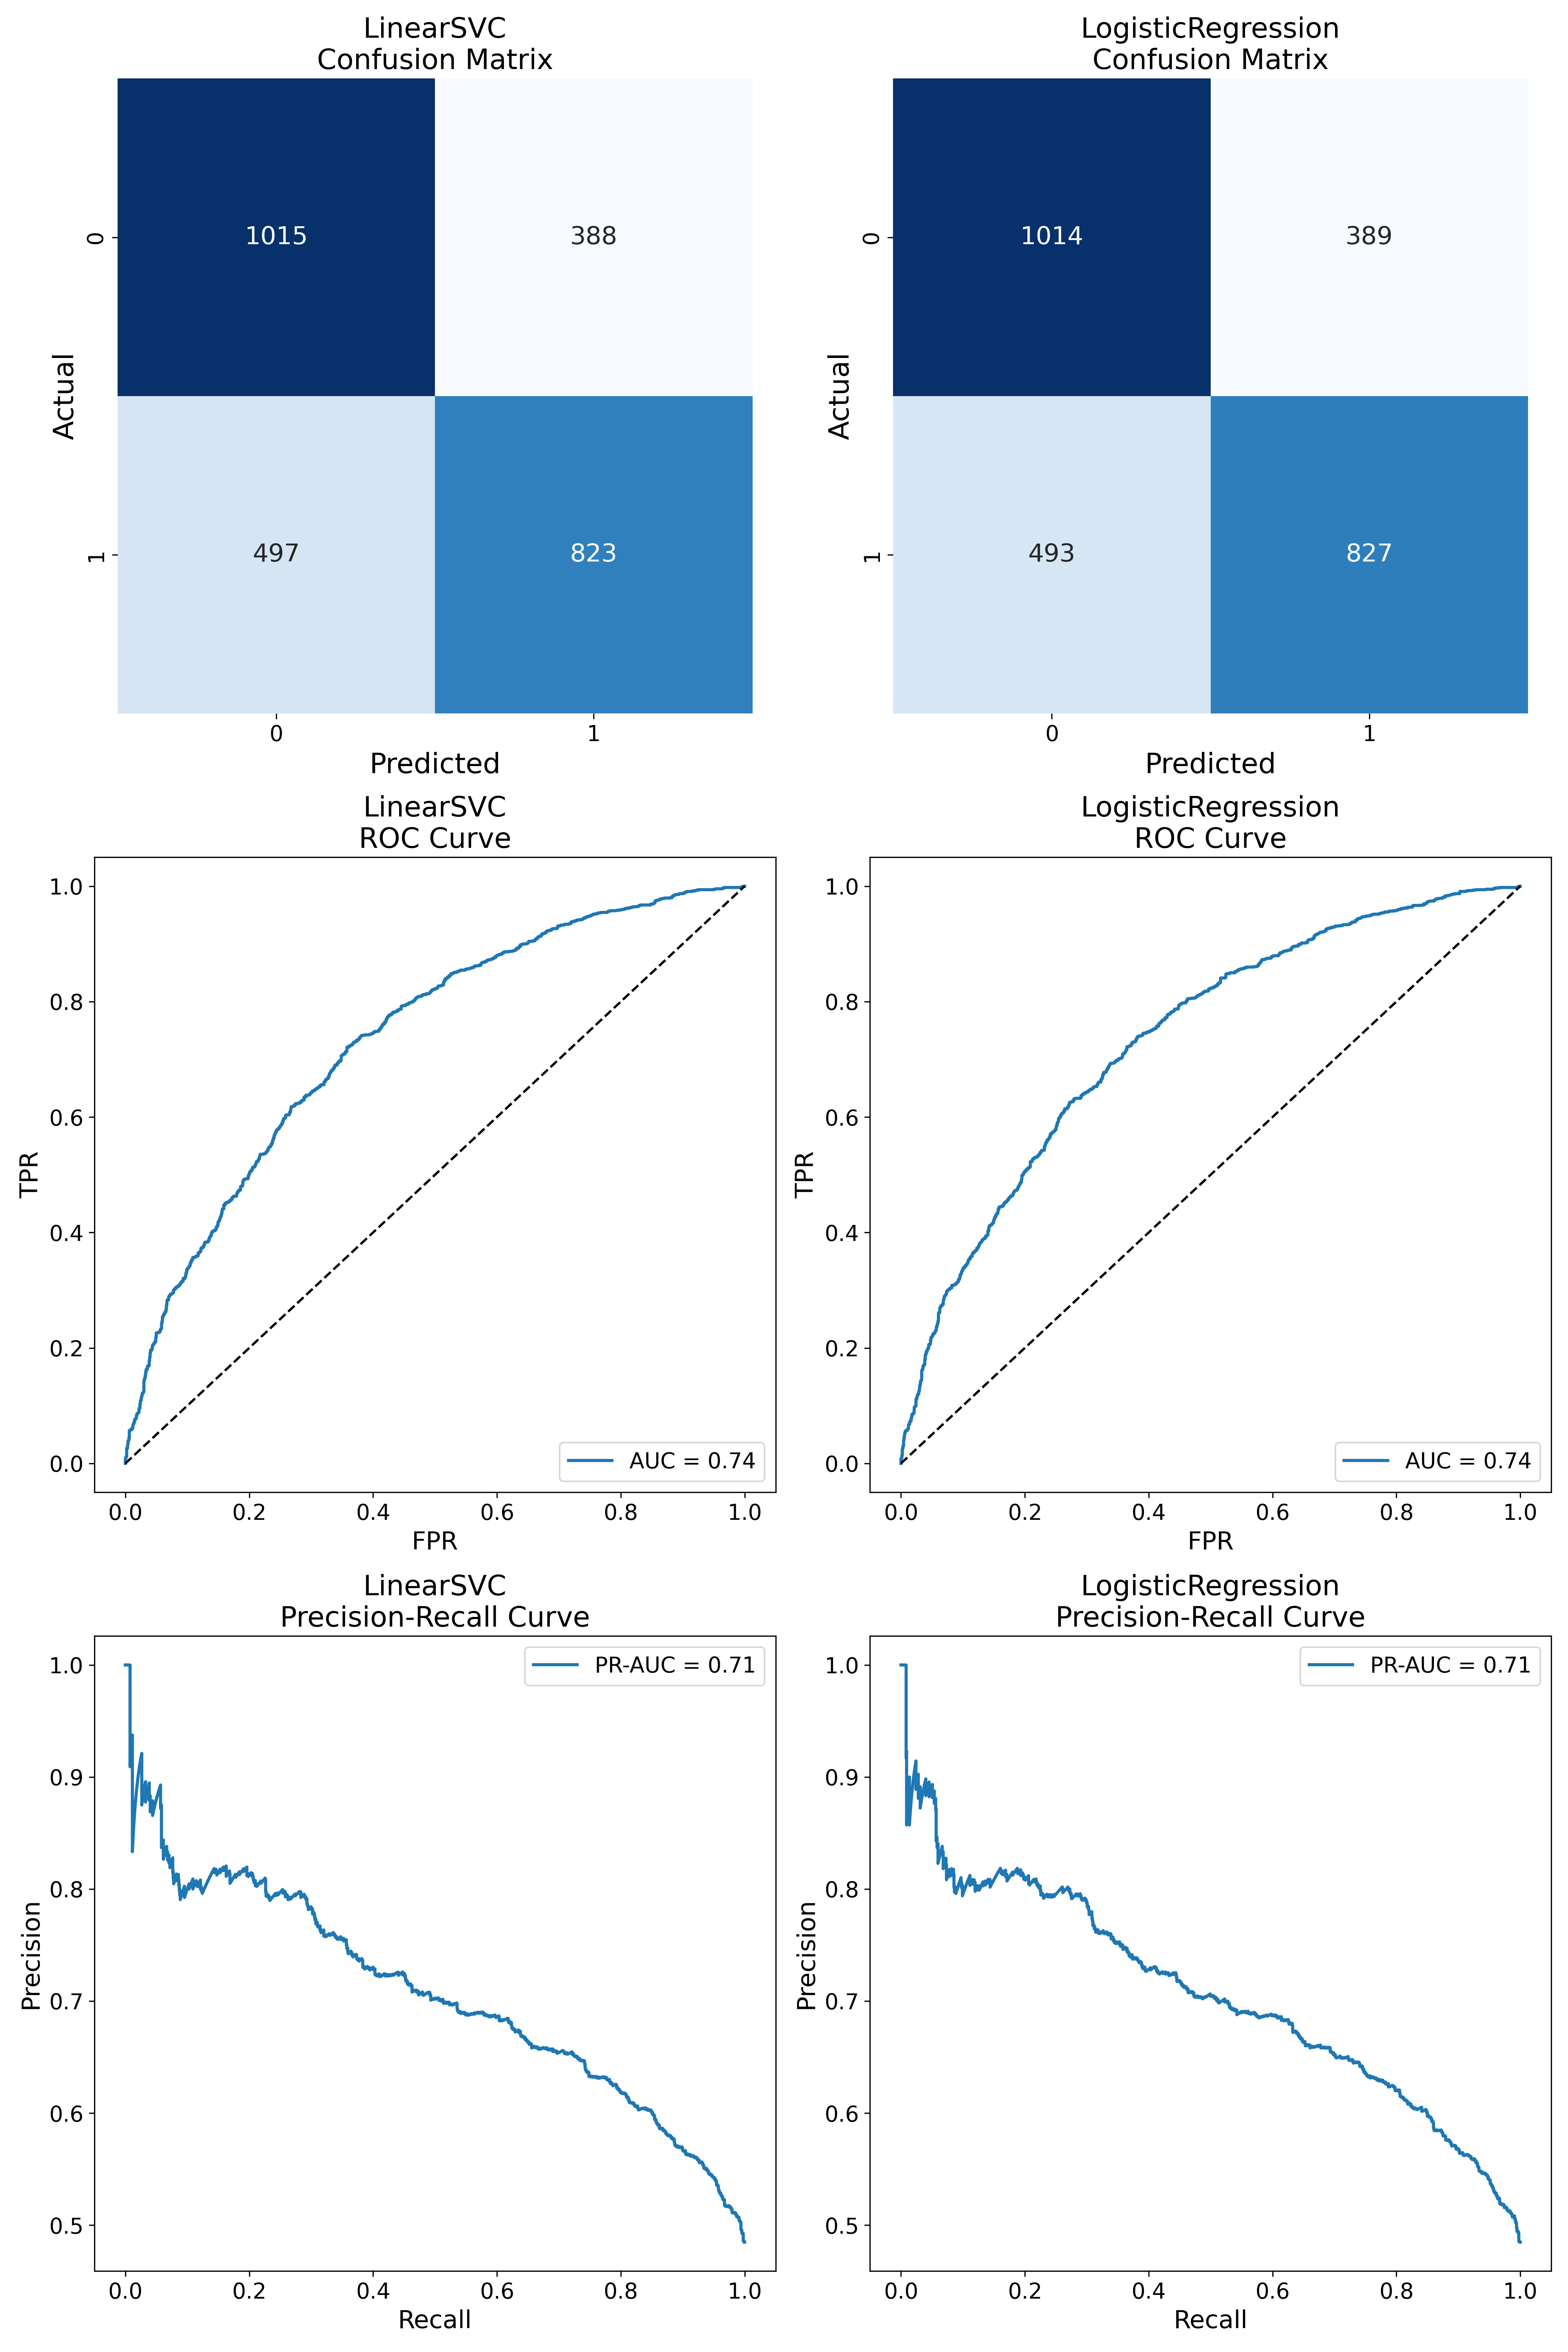 LinearSVC
Confusion Matrix
LogisticRegression
Confusion Matrix
Actual
0
1
1015
388
497
823
0
1
Predicted
Actual
0
1
1014
389
493
827
0
1
Predicted
LinearSVC
ROC Curve
TPR
1.0
0.8
0.6
0.4
0.2
0.0
AUC = 0.74
0.0 0.2 0.4 0.6 0.8 1.0
FPR
LogisticRegression
ROC Curve
TPR
1.0
0.8
0.6
0.4
0.2
0.0
AUC = 0.74
0.0 0.2 0.4 0.6 0.8 1.0
FPR
LinearSVC
Precision-Recall Curve
Precision
PR-AUC = 0.71
1.0
0.9
0.8
0.7
0.6
0.5
0.0 0.2 0.4 0.6 0.8 1.0
Recall
LogisticRegression
Precision-Recall Curve
Precision
PR-AUC = 0.71
1.0
0.9
0.8
0.7
0.6
0.5
0.0 0.2 0.4 0.6 0.8 1.0
Recall